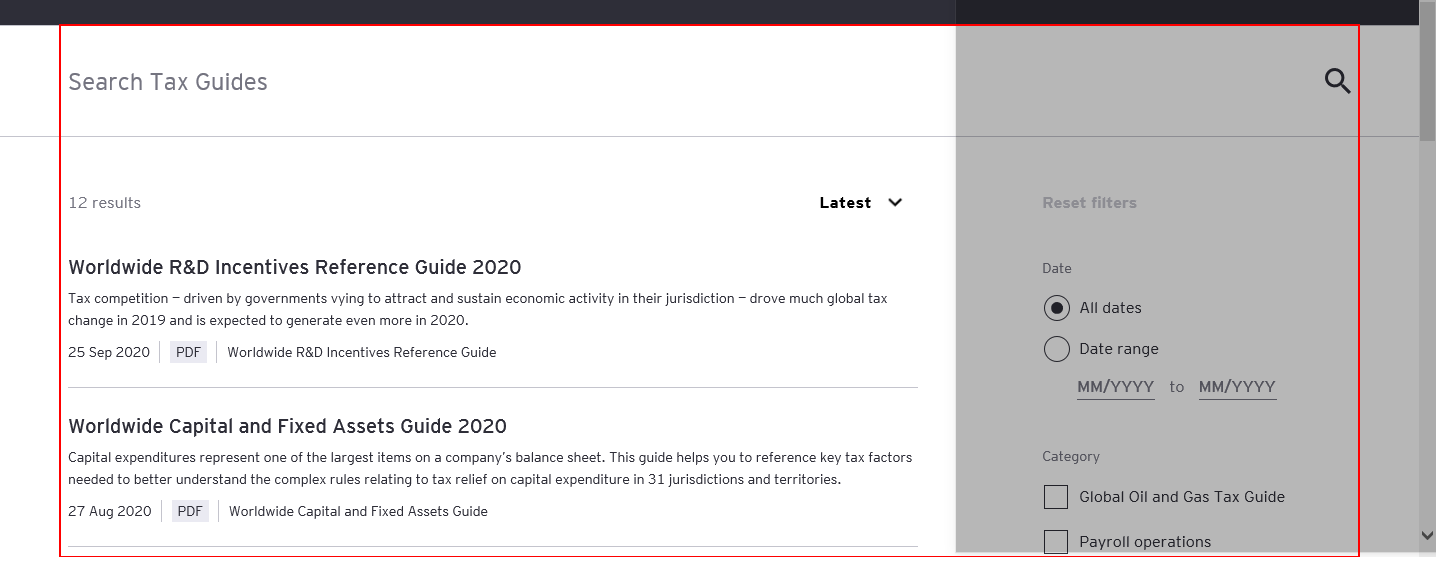 Search Tax Guides
12 results
Latest
Worldwide R&D Incentives Reference Guide 2020
Tax competition – driven by governments vying to attract and sustain economic activity in their jurisdiction – drove much global tax
change in 2019 and is expected to generate even more in 2020.
25 Sep 2020 PDF Worldwide R&D Incentives Reference Guide
Worldwide Capital and Fixed Assets Guide 2020
Capital expenditures represent one of the largest items on a company’s balance sheet. This guide helps you to reference key tax factors
needed to better understand the complex rules relating to tax relief on capital expenditure in 31 jurisdictions and territories.
27 Aug 2020 PDF Worldwide Capital and Fixed Assets Guide
Reset filters
Date
All dates
Date range
MM/YYYY to MM/YYYY
Category
Global Oil and Gas Tax Guide
Payroll operations